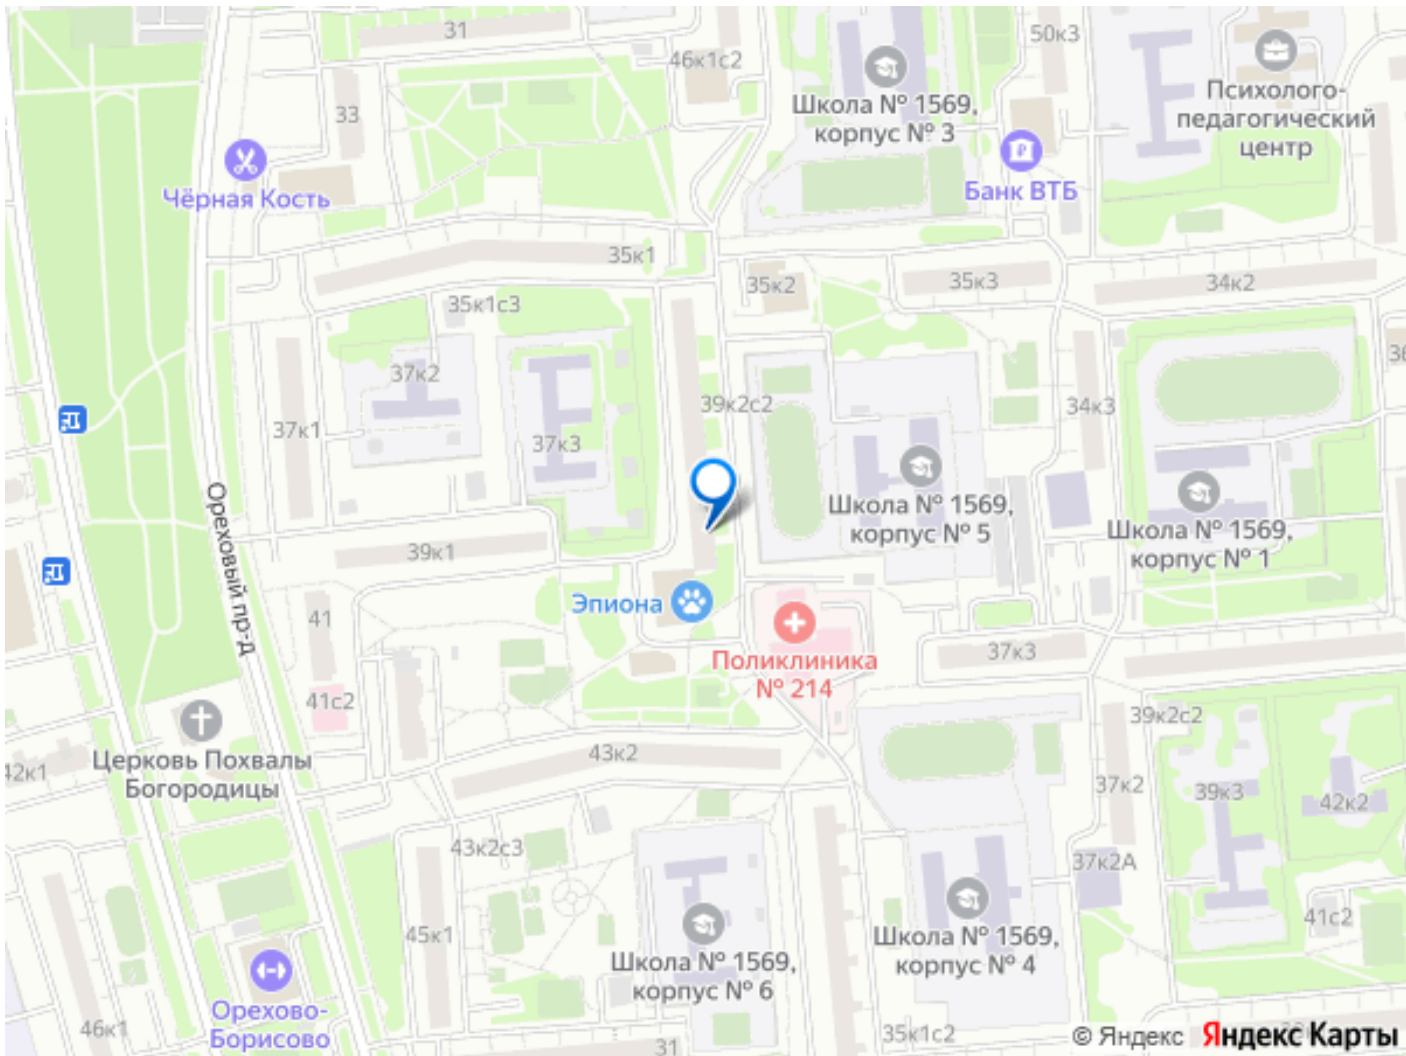 31
46к1с2
50к3
33
Школа № 1569,
корпус № 3
Психолого-
педагогический
центр
Чёрная Кость
Банк ВТБ
35к1
35к2
35к3
34к2
35к1с3
37к2
39к2с2
34к3
36
37к1
37к3
Ореховый пр-д
Школа № 1569,
корпус № 5
Школа № 1569,
корпус № 1
39к1
Эпиона
41
37к3
Поликлиника
№ 214
41с2
39к2с2
Церковь Похвалы
Богородицы
42к1
43к2
37к2
39к3
42к2
43к2с3
37к2А
45к1
41с2
Школа № 1569,
корпус № 6
Школа № 1569,
корпус № 4
Орехово-
Борисово
46к1
31
35к1с2
© Яндекс Яндекс Карты